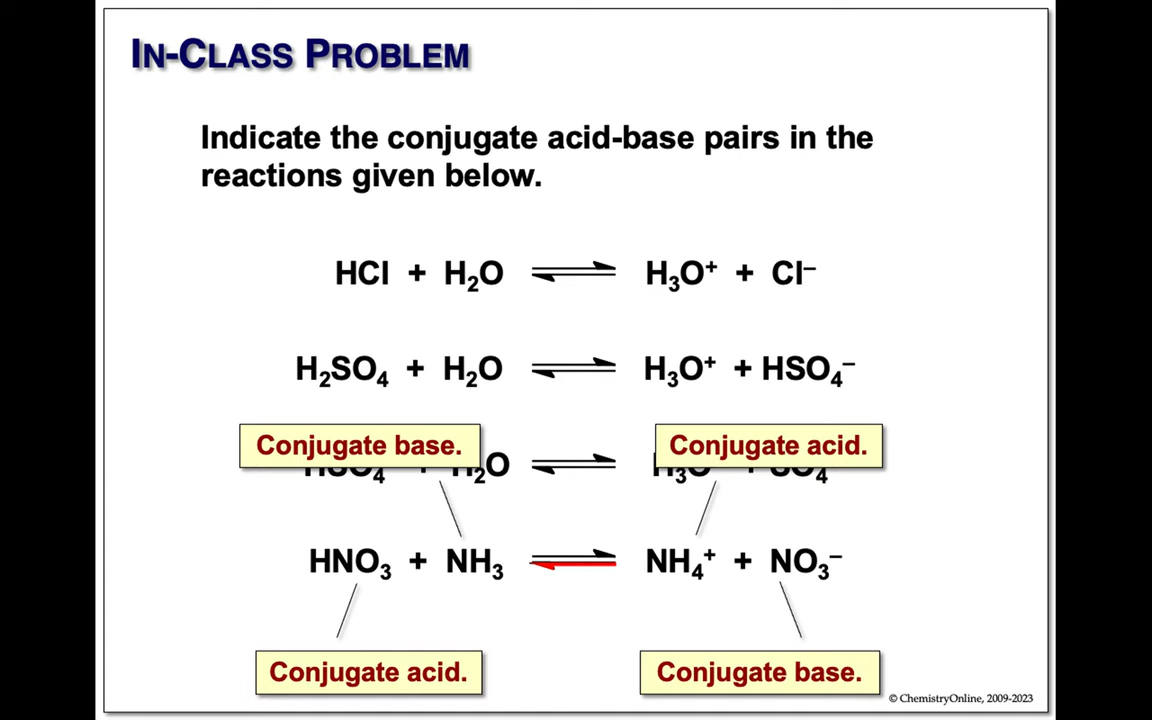 IN-CLASS PROBLEM
Indicate the conjugate acid-base pairs in the
reactions given below.
HCl + H₂O ⇌ H₃O⁺ + Cl⁻
H₂SO₄ + H₂O ⇌ H₃O⁺ + HSO₄⁻
Conjugate base. Conjugate acid.
H₂O ⇌
HNO₃ + NH₃ ⇌ NH₄⁺ + NO₃⁻
Conjugate acid. Conjugate base.
© ChemistryOnline, 2009-2023